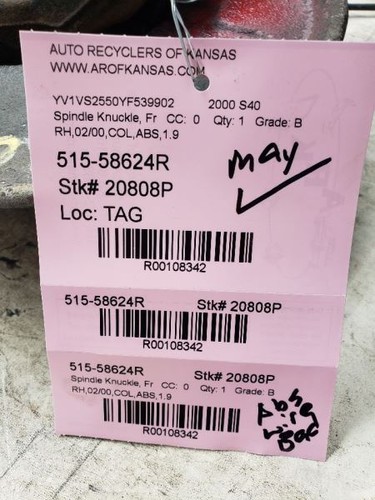 AUTO RECYCLERS OF KANSAS
WWW.AROFKANSAS.COM
YV1VS2550YF539902 2000 S40
Spindle Knuckle, Fr CC: 0 Qty: 1 Grade: B
RH,02/00,COL,ABS,1.9
515-58624R
may
Stk# 20808P
Loc: TAG
R00108342
515-58624R Stk# 20808P
R00108342
515-58624R Stk# 20808P
Spindle Knuckle, Fr CC: 0 Qty: 1 Grade: B
RH,02/00,COL,ABS,1.9
Abs
R00108342